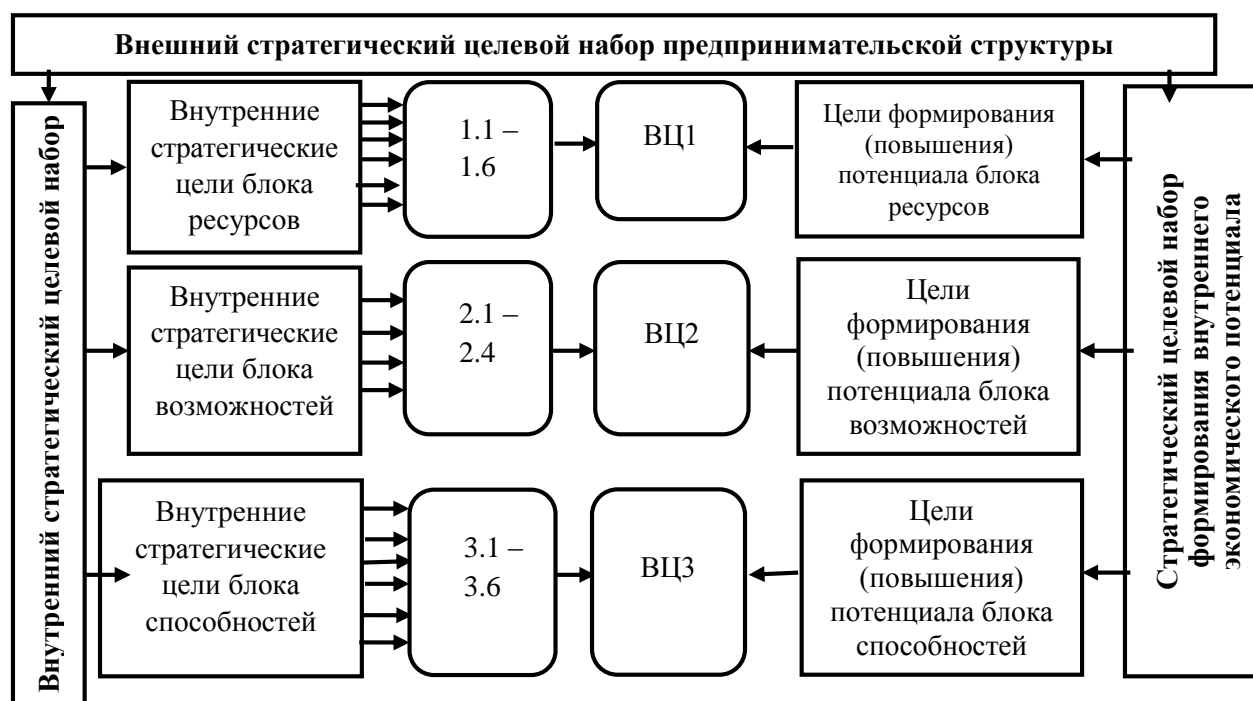 Внешний стратегический целевой набор предпринимательской структуры
Внутренний стратегический целевой набор
Внутренние
стратегические
цели блока
ресурсов
1.1 –
1.6
ВЦ1
Цели формирования
(повышения)
потенциала блока
ресурсов
Внутренние
стратегические
цели блока
возможностей
2.1 –
2.4
ВЦ2
Цели
формирования
(повышения)
потенциала блока
возможностей
Внутренние
стратегические
цели блока
способностей
3.1 –
3.6
ВЦ3
Цели
формирования
(повышения)
потенциала блока
способностей
Стратегический целевой набор
формирования внутреннего
экономического потенциала